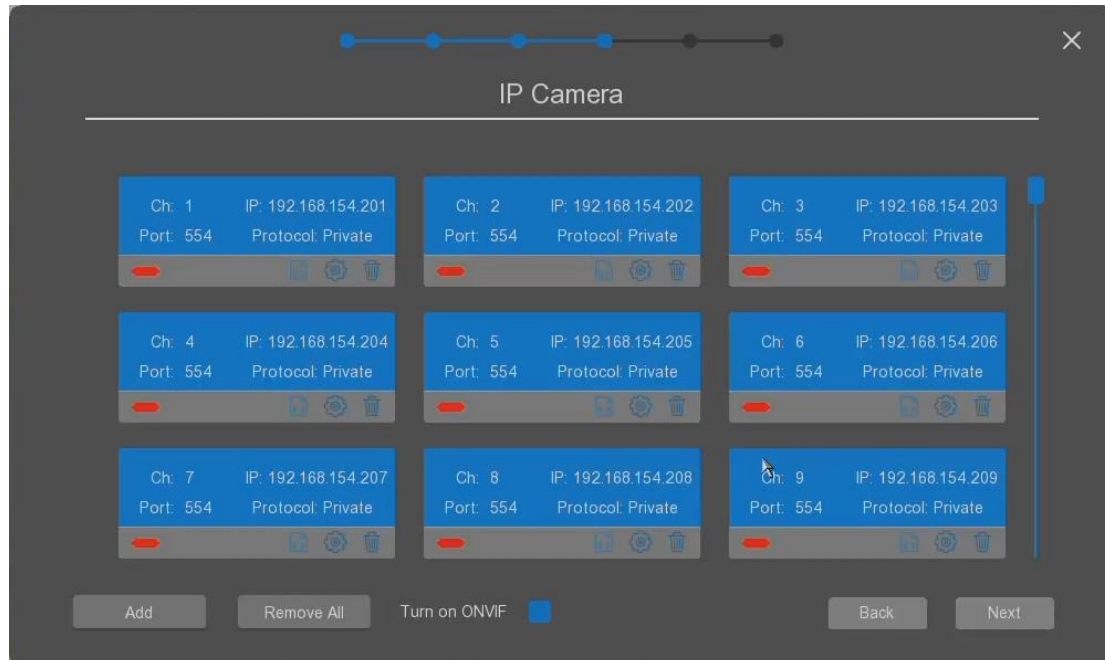 IP Camera
Ch: 1 IP: 192.168.154.201
Port: 554 Protocol: Private
Ch: 2 IP: 192.168.154.202
Port: 554 Protocol: Private
Ch: 3 IP: 192.168.154.203
Port: 554 Protocol: Private
Ch: 4 IP: 192.168.154.204
Port: 554 Protocol: Private
Ch: 5 IP: 192.168.154.205
Port: 554 Protocol: Private
Ch: 6 IP: 192.168.154.206
Port: 554 Protocol: Private
Ch: 7 IP: 192.168.154.207
Port: 554 Protocol: Private
Ch: 8 IP: 192.168.154.208
Port: 554 Protocol: Private
Ch: 9 IP: 192.168.154.209
Port: 554 Protocol: Private
Add Remove All Turn on ONVIF Back Next